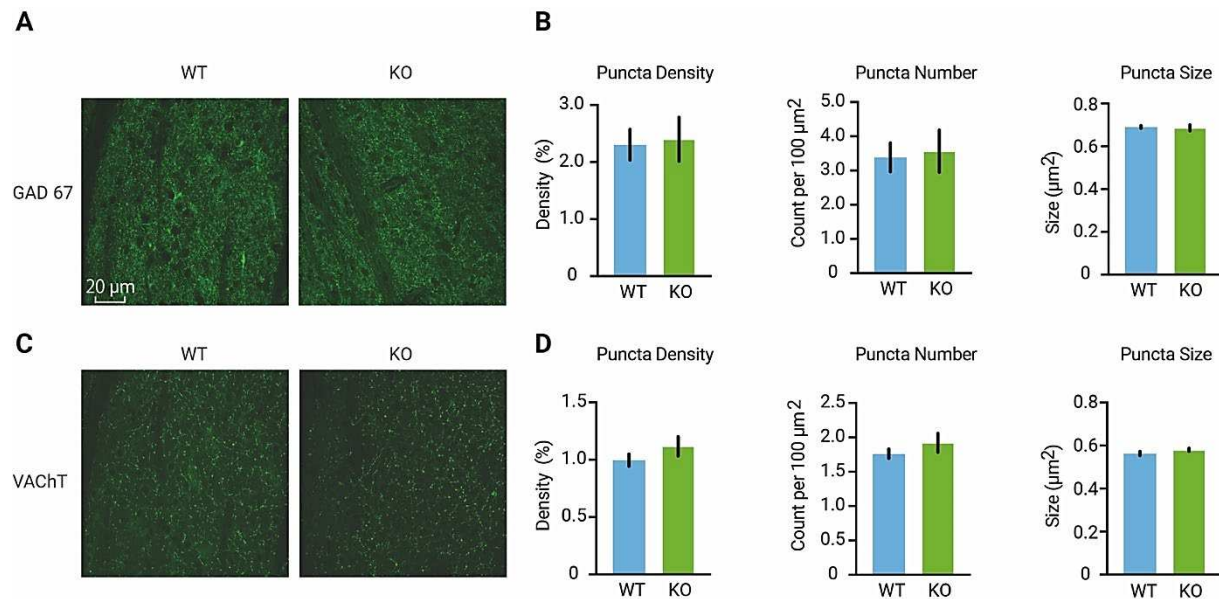 A
WT
KO
GAD 67
20 µm
B
Puncta Density
Density (%)
3.0
2.0
1.0
0
WT
KO
Puncta Number
Count per 100 µm2
5.0
4.0
3.0
2.0
1.0
0
WT
KO
Puncta Size
Size (µm2)
0.8
0.6
0.4
0.2
0
WT
KO
C
WT
KO
VAChT
D
Puncta Density
Density (%)
1.5
1.0
0.5
0
WT
KO
Puncta Number
Count per 100 µm2
2.5
2.0
1.5
1.0
0.5
0
WT
KO
Puncta Size
Size (µm2)
0.8
0.6
0.4
0.2
0
WT
KO